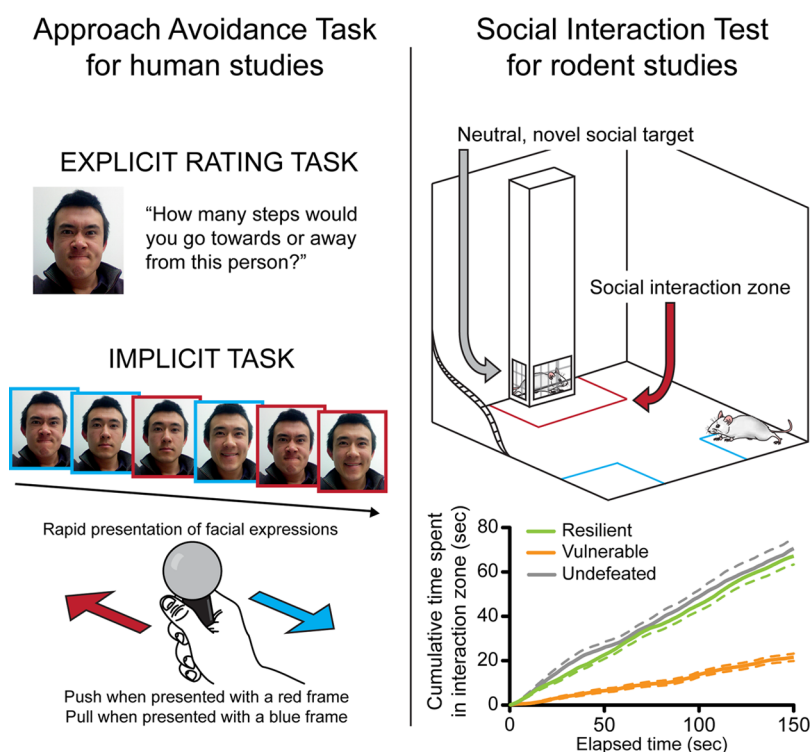 Approach Avoidance Task
for human studies
EXPLICIT RATING TASK
“How many steps would
you go towards or away
from this person?”
IMPLICIT TASK
Rapid presentation of facial expressions
Push when presented with a red frame
Pull when presented with a blue frame
Social Interaction Test
for rodent studies
Neutral, novel social target
Social interaction zone
Cumulative time spent
in interaction zone (sec)
80
60
40
20
0
Resilient
Vulnerable
Undefeated
0
50
100
150
Elapsed time (sec)